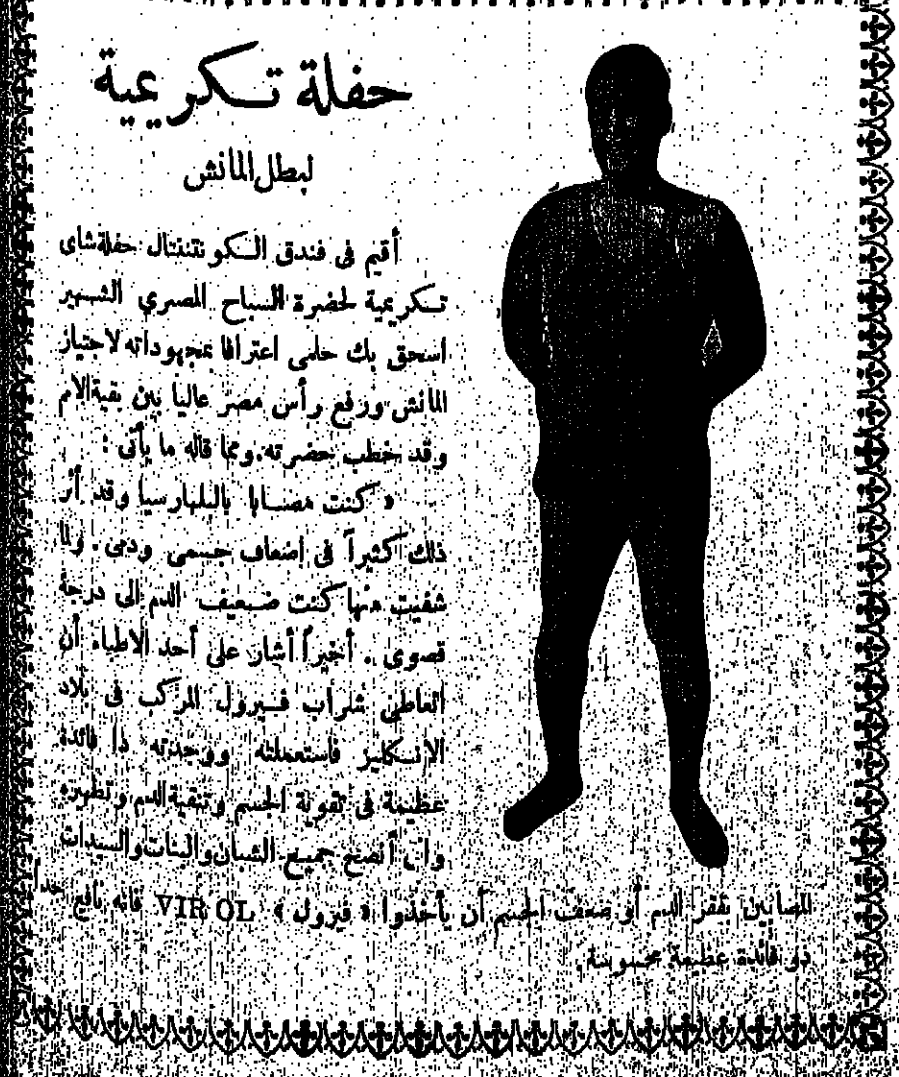 حفلة تكريمية
لبطل المانش
أقيم فى فندق الكونتننتال حفلة شاى
تكريمية لحضرة السباح المصري الشهير
اسحق بك حلمى اعترافا بمجهوداته لاجتياز
المانش ورفع رأس مصر عاليا بين بقية الامم
وقد خطب حضرته ومما قاله ما يأتى :
« كنت مصابا بالبلهارسيا وقد أثر
ذلك كثيراً فى إضعاف جسمى ودمى . ولما
شفيت منها كنت ضعيف الدم الى درجة
قصوى . أخيراً أشار على أحد الاطباء أن
أتعاطى شراب فيرول المركب فى بلاد
الانكليز فاستعملته ووجدته ذا فائدة
عظيمة فى تقوية الجسم وتنقية الدم وتطهيره
وانى أنصح جميع الشبان والبنات والسيدات
المصابين بفقر الدم أو ضعف الجسم أن يأخذوا « فيرول » VIROL فانه نافع جداً
ذو فائدة عظيمة محسوسة